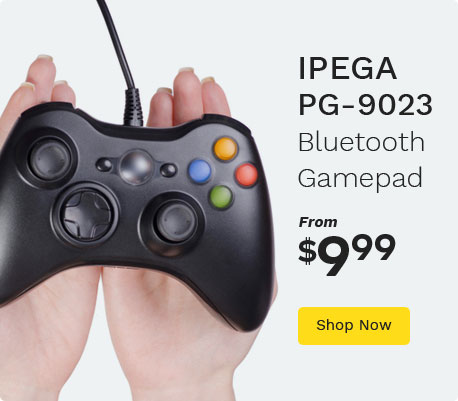 IPEGA
PG-9023
Bluetooth
Gamepad
From
$999
Shop Now